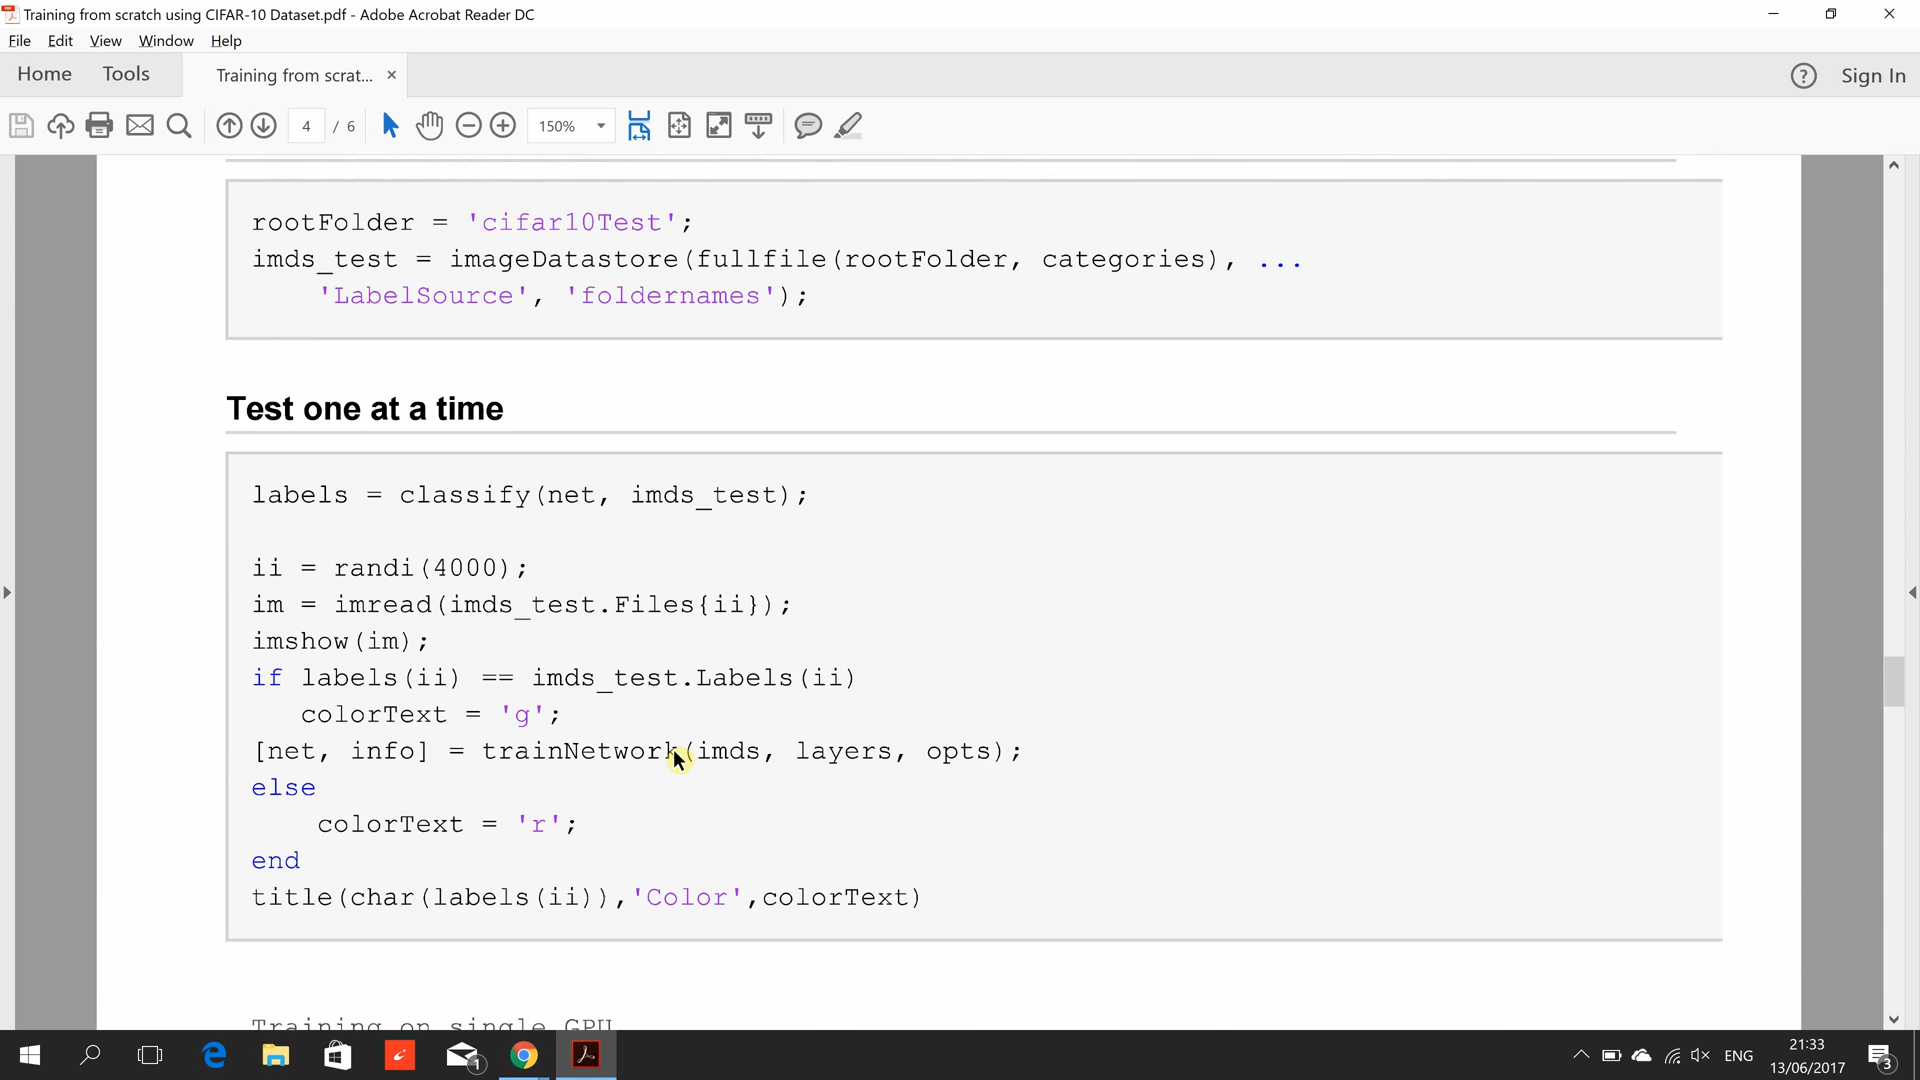 Training from scratch using CIFAR-10 Dataset.pdf - Adobe Acrobat Reader DC
File Edit View Window Help
Home Tools Training from scrat... × Sign In
4 / 6 150%
rootFolder = 'cifar10Test';
imds_test = imageDatastore(fullfile(rootFolder, categories), ...
'LabelSource', 'foldernames');
Test one at a time
labels = classify(net, imds_test);
ii = randi(4000);
im = imread(imds_test.Files{ii});
imshow(im);
if labels(ii) == imds_test.Labels(ii)
colorText = 'g';
[net, info] = trainNetwork(imds, layers, opts);
else
colorText = 'r';
end
title(char(labels(ii)),'Color',colorText)
Training on single GPU
1 ENG 21:33 3
13/06/2017